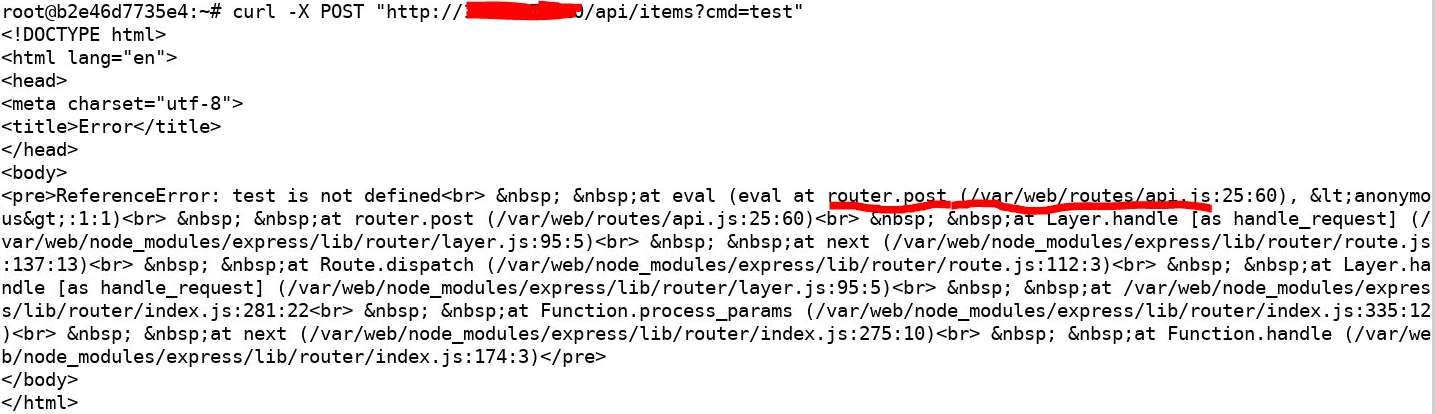 root@b2e46d7735e4:~# curl -X POST "http:// /api/items?cmd=test"
<!DOCTYPE html>
<html lang="en">
<head>
<meta charset="utf-8">
<title>Error</title>
</head>
<body>
<pre>ReferenceError: test is not defined<br> &nbsp; &nbsp;at eval (eval at router.post (/var/web/routes/api.js:25:60), &lt;anonymo
us&gt;:1:1)<br> &nbsp; &nbsp;at router.post (/var/web/routes/api.js:25:60)<br> &nbsp; &nbsp;at Layer.handle [as handle_request] (/
var/web/node_modules/express/lib/router/layer.js:95:5)<br> &nbsp; &nbsp;at next (/var/web/node_modules/express/lib/router/route.js
:137:13)<br> &nbsp; &nbsp;at Route.dispatch (/var/web/node_modules/express/lib/router/route.js:112:3)<br> &nbsp; &nbsp;at Layer.ha
ndle [as handle_request] (/var/web/node_modules/express/lib/router/layer.js:95:5)<br> &nbsp; &nbsp;at /var/web/node_modules/expres
s/lib/router/index.js:281:22<br> &nbsp; &nbsp;at Function.process_params (/var/web/node_modules/express/lib/router/index.js:335:12
)<br> &nbsp; &nbsp;at next (/var/web/node_modules/express/lib/router/index.js:275:10)<br> &nbsp; &nbsp;at Function.handle (/var/we
b/node_modules/express/lib/router/index.js:174:3)</pre>
</body>
</html>